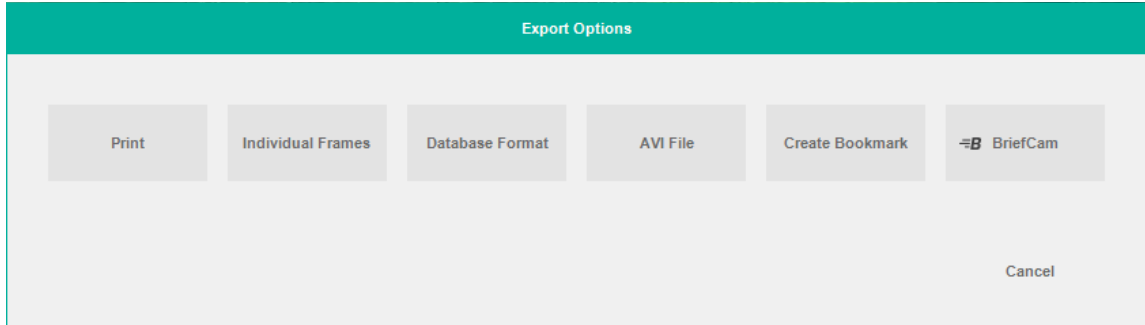 Export Options
Print Individual Frames Database Format AVI File Create Bookmark BriefCam
Cancel